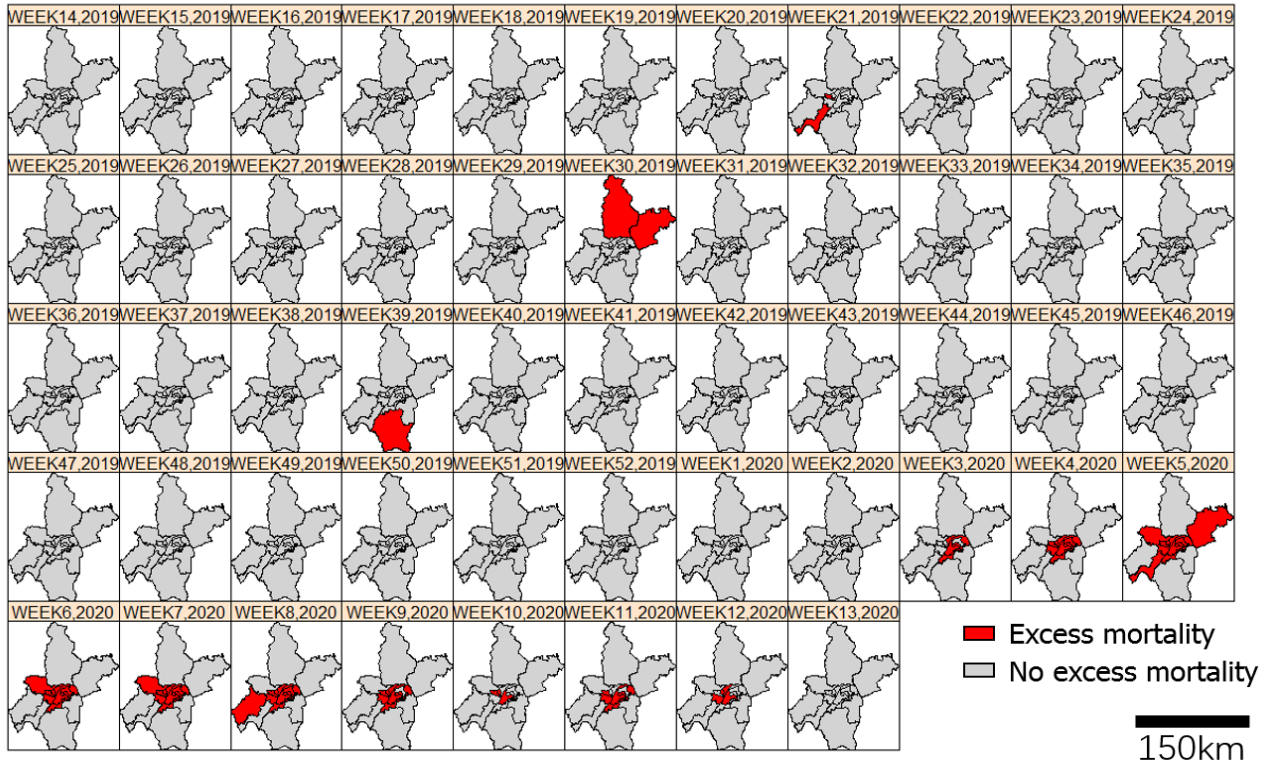 WEEK14,2019 WEEK15,2019 WEEK16,2019 WEEK17,2019 WEEK18,2019 WEEK19,2019 WEEK20,2019 WEEK21,2019 WEEK22,2019 WEEK23,2019 WEEK24,2019
WEEK25,2019 WEEK26,2019 WEEK27,2019 WEEK28,2019 WEEK29,2019 WEEK30,2019 WEEK31,2019 WEEK32,2019 WEEK33,2019 WEEK34,2019 WEEK35,2019
WEEK36,2019 WEEK37,2019 WEEK38,2019 WEEK39,2019 WEEK40,2019 WEEK41,2019 WEEK42,2019 WEEK43,2019 WEEK44,2019 WEEK45,2019 WEEK46,2019
WEEK47,2019 WEEK48,2019 WEEK49,2019 WEEK50,2019 WEEK51,2019 WEEK52,2019 WEEK1,2020 WEEK2,2020 WEEK3,2020 WEEK4,2020 WEEK5,2020
WEEK6,2020 WEEK7,2020 WEEK8,2020 WEEK9,2020 WEEK10,2020 WEEK11,2020 WEEK12,2020 WEEK13,2020
Excess mortality
No excess mortality
150km